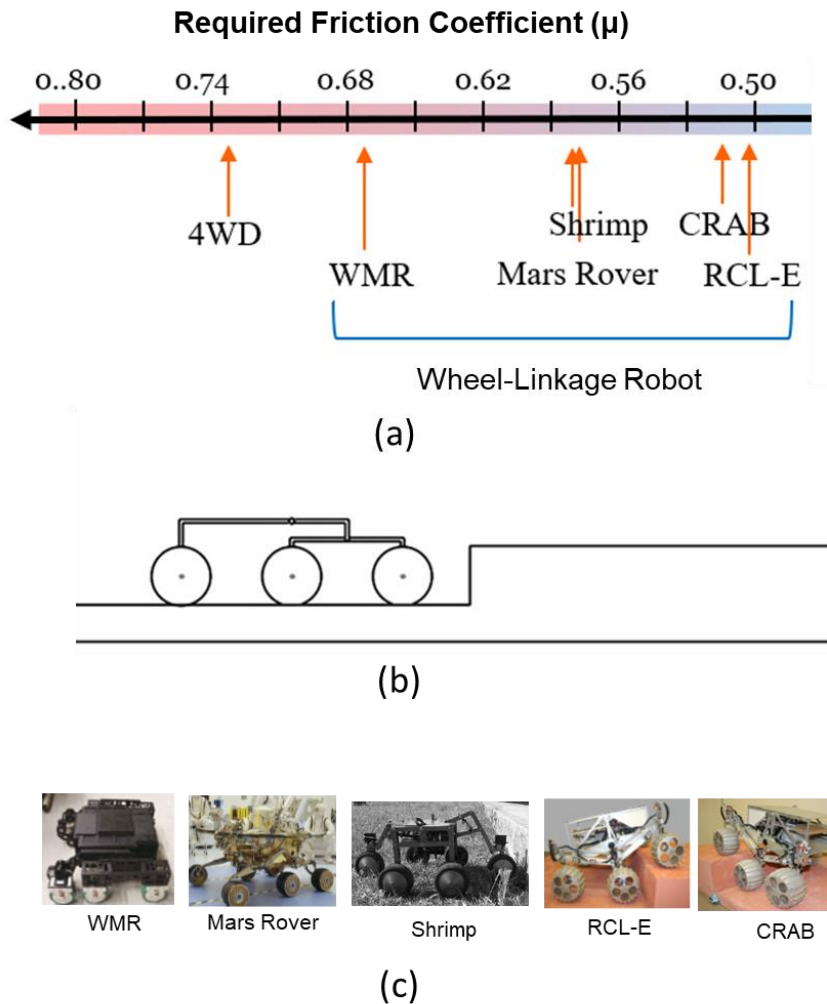 Required Friction Coefficient (μ)
0..80 0.74 0.68 0.62 0.56 0.50
4WD Shrimp CRAB
WMR Mars Rover RCL-E
Wheel-Linkage Robot
(a)
(b)
WMR Mars Rover Shrimp RCL-E CRAB
(c)